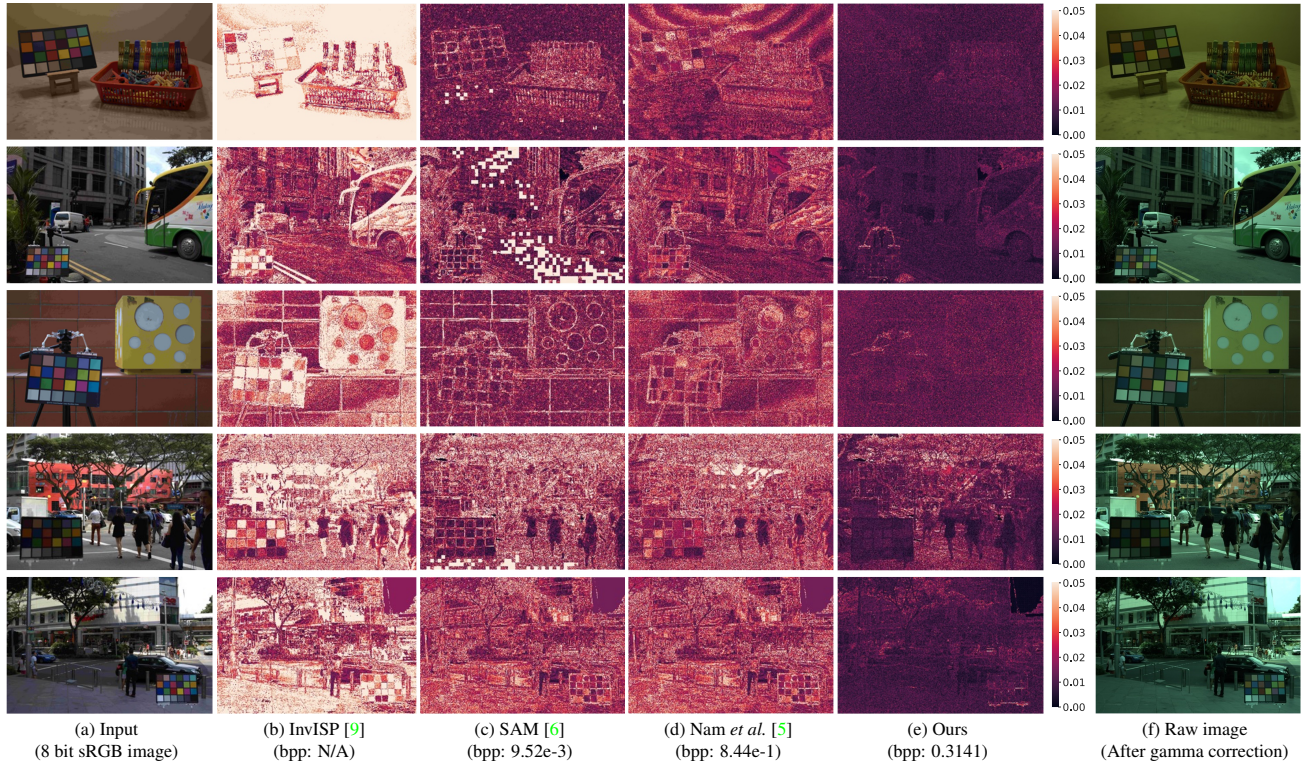 0.05
0.04
0.03
0.02
0.01
0.00
0.05
0.04
0.03
0.02
0.01
0.00
0.05
0.04
0.03
0.02
0.01
0.00
0.05
0.04
0.03
0.02
0.01
0.00
0.05
0.04
0.03
0.02
0.01
0.00
(a) Input
(8 bit sRGB image)
(b) InvISP [9]
(bpp: N/A)
(c) SAM [6]
(bpp: 9.52e-3)
(d) Nam et al. [5]
(bpp: 8.44e-1)
(e) Ours
(bpp: 0.3141)
(f) Raw image
(After gamma correction)